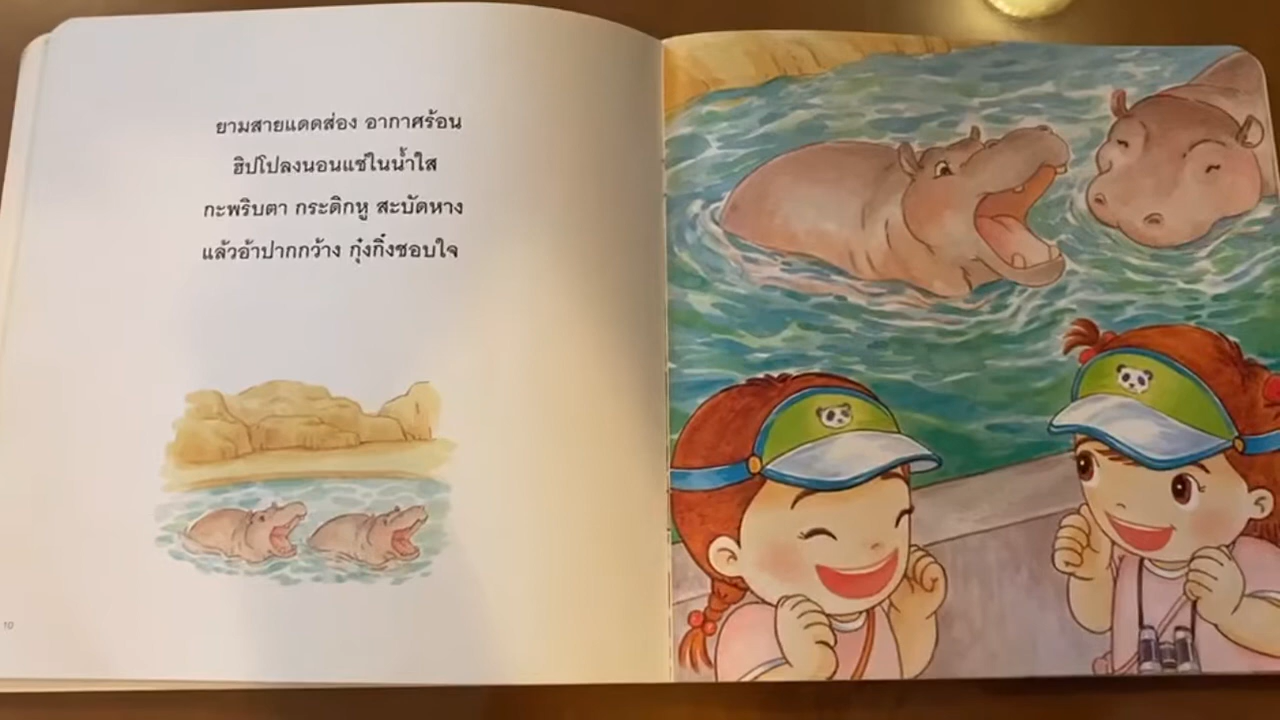 ยามสายแดดส่อง อากาศร้อน
ฮิปโปลงนอนแช่ในน้ำใส
กะพริบตา กระดิกหู สะบัดหาง
แล้วอ้าปากกว้าง กุ๋งกิ๋งชอบใจ
10